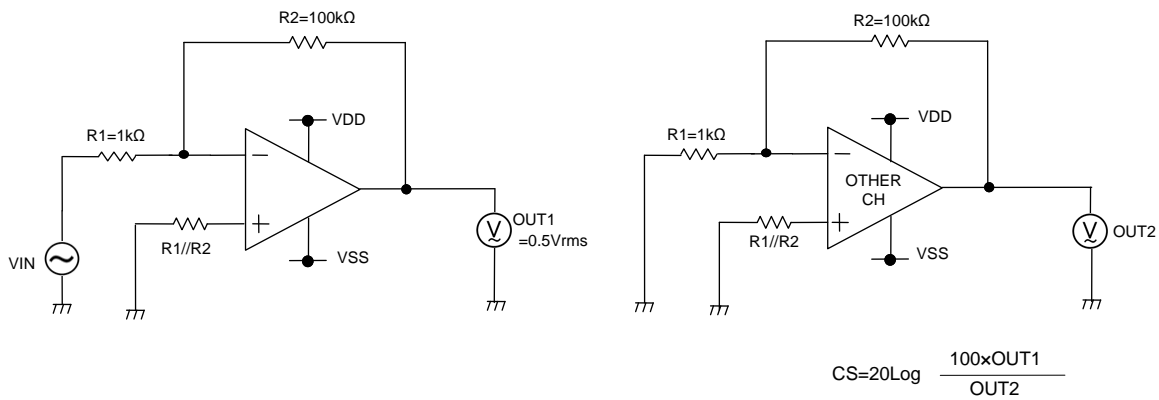 R2=100kΩ
VDD
R1=1kΩ
−
+
R1//R2
VSS
VIN
V
OUT1
=0.5Vrms
R2=100kΩ
VDD
R1=1kΩ
−
OTHER
CH
+
R1//R2
VSS
V
OUT2
CS=20Log 100×OUT1
OUT2